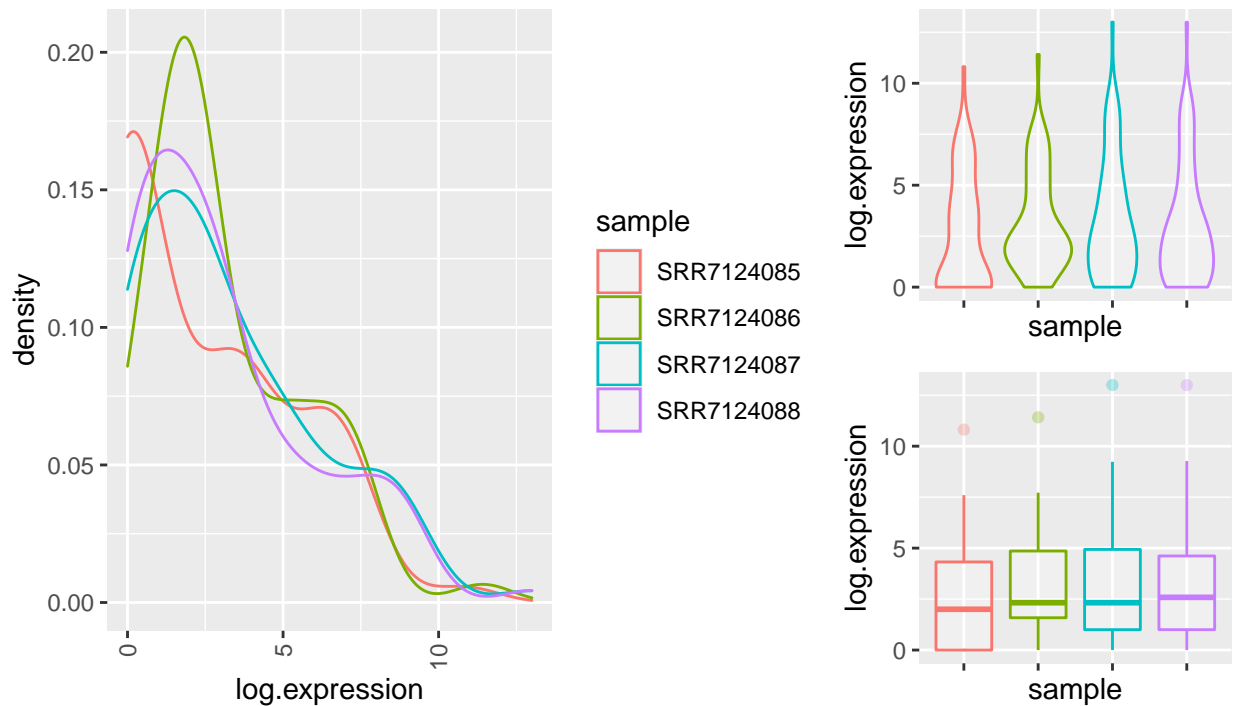 0.20
0.15
0.10
0.05
0.00
density
0
5
10
log.expression
sample
SRR7124085
SRR7124086
SRR7124087
SRR7124088
10
5
0
log.expression
sample
10
5
0
log.expression
sample